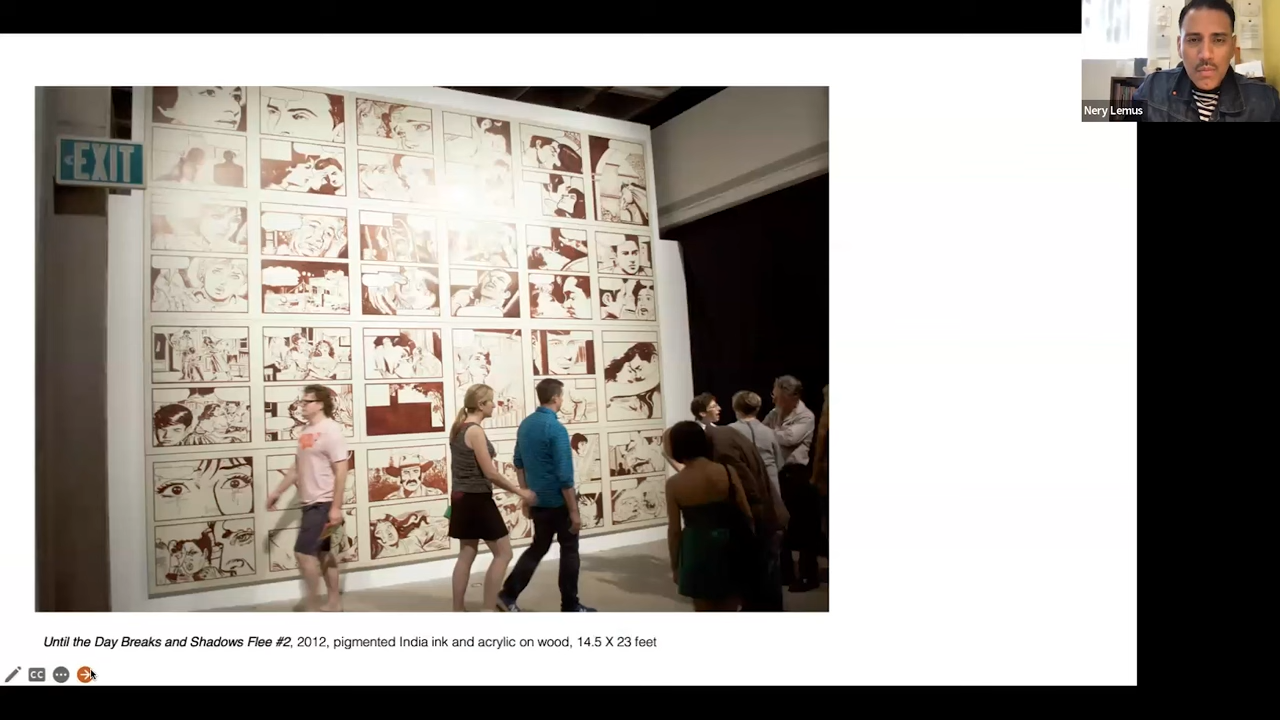 Nery Lemus
EXIT
Until the Day Breaks and Shadows Flee #2, 2012, pigmented India ink and acrylic on wood, 14.5 X 23 feet
CC